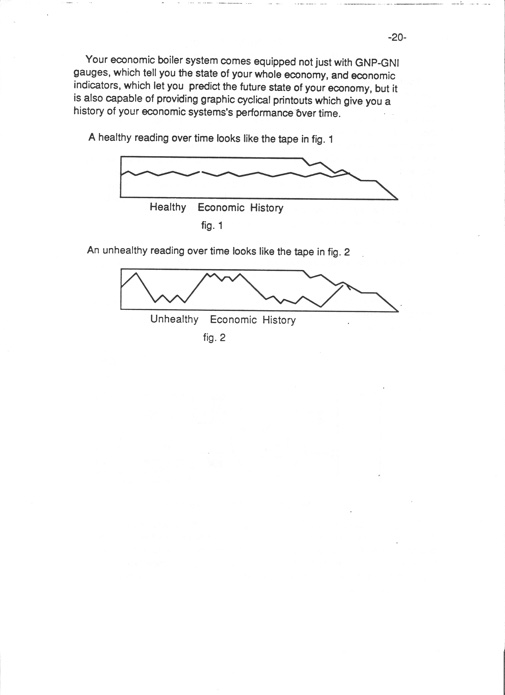 -20-
Your economic boiler system comes equipped not just with GNP-GNI
gauges, which tell you the state of your whole economy, and economic
indicators, which let you predict the future state of your economy, but it
is also capable of providing graphic cyclical printouts which give you a
history of your economic systems's performance over time.
A healthy reading over time looks like the tape in fig. 1
Healthy Economic History
fig. 1
An unhealthy reading over time looks like the tape in fig. 2
Unhealthy Economic History
fig. 2